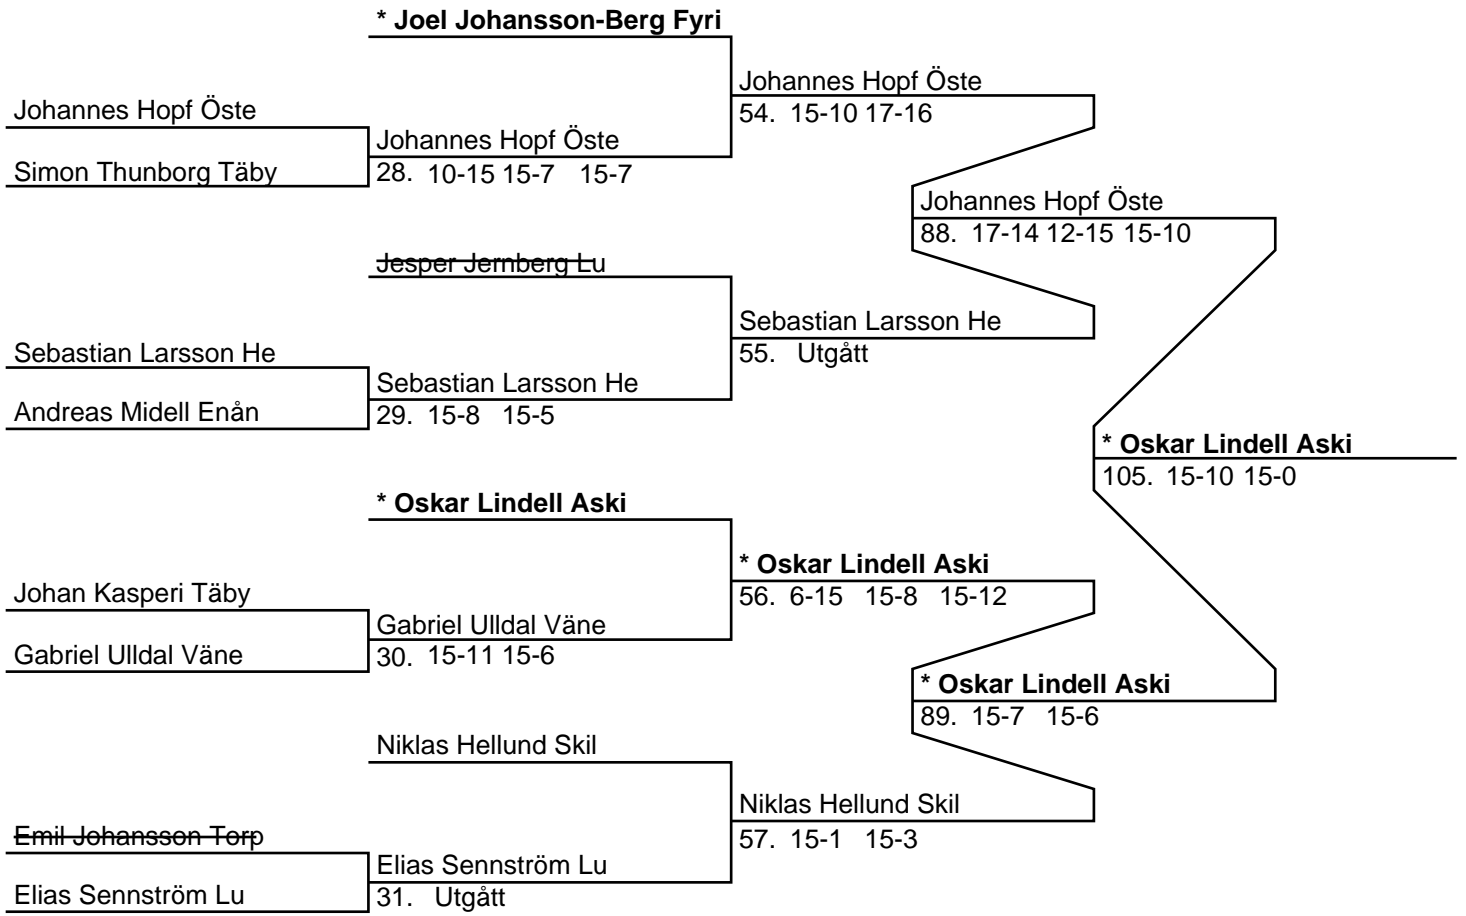 * Joel Johansson-Berg Fyri
Johannes Hopf Öste
54. 15-10 17-16
Johannes Hopf Öste
Johannes Hopf Öste
28. 10-15 15-7 15-7
Simon Thunborg Täby
Johannes Hopf Öste
88. 17-14 12-15 15-10
Jesper Jernberg Lu
Sebastian Larsson He
55. Utgått
Sebastian Larsson He
Sebastian Larsson He
29. 15-8 15-5
Andreas Midell Enån
* Oskar Lindell Aski
105. 15-10 15-0
* Oskar Lindell Aski
* Oskar Lindell Aski
56. 6-15 15-8 15-12
Johan Kasperi Täby
Gabriel Ulldal Väne
30. 15-11 15-6
Gabriel Ulldal Väne
* Oskar Lindell Aski
89. 15-7 15-6
Niklas Hellund Skil
Niklas Hellund Skil
57. 15-1 15-3
Emil Johansson Torp
Elias Sennström Lu
31. Utgått
Elias Sennström Lu